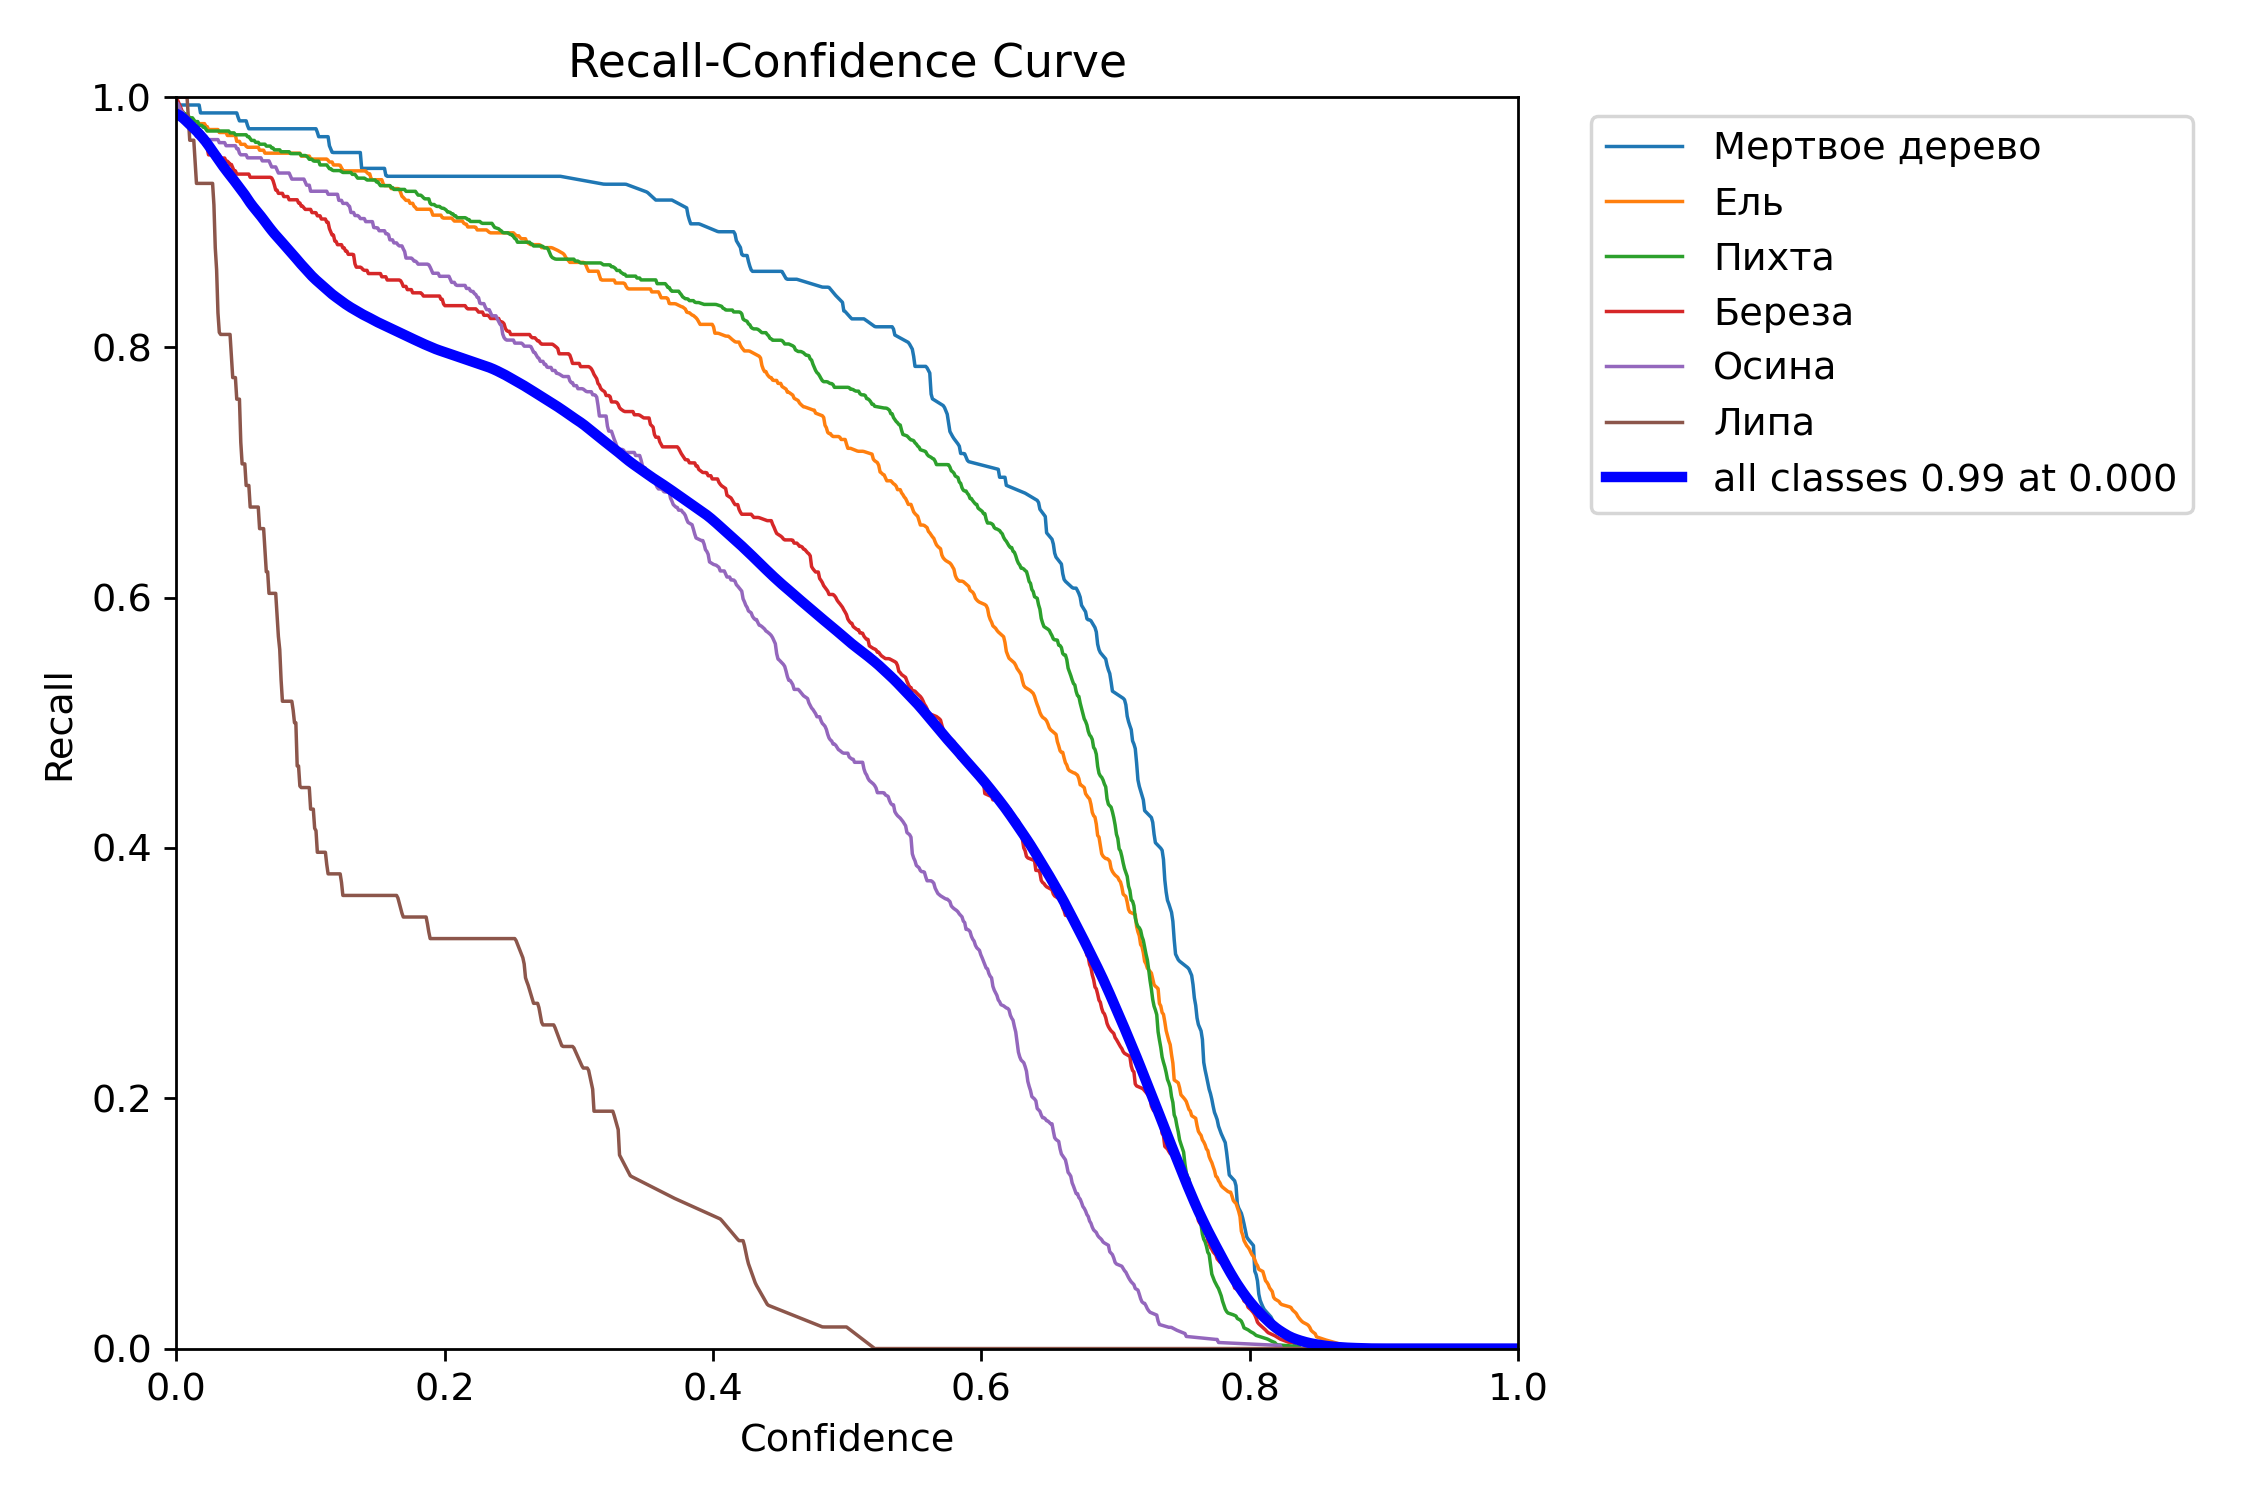 Recall-Confidence Curve
1.0
0.8
0.6
0.4
0.2
0.0
Recall
0.0 0.2 0.4 0.6 0.8 1.0
Confidence
Мертвое дерево
Ель
Пихта
Береза
Осина
Липа
all classes 0.99 at 0.000